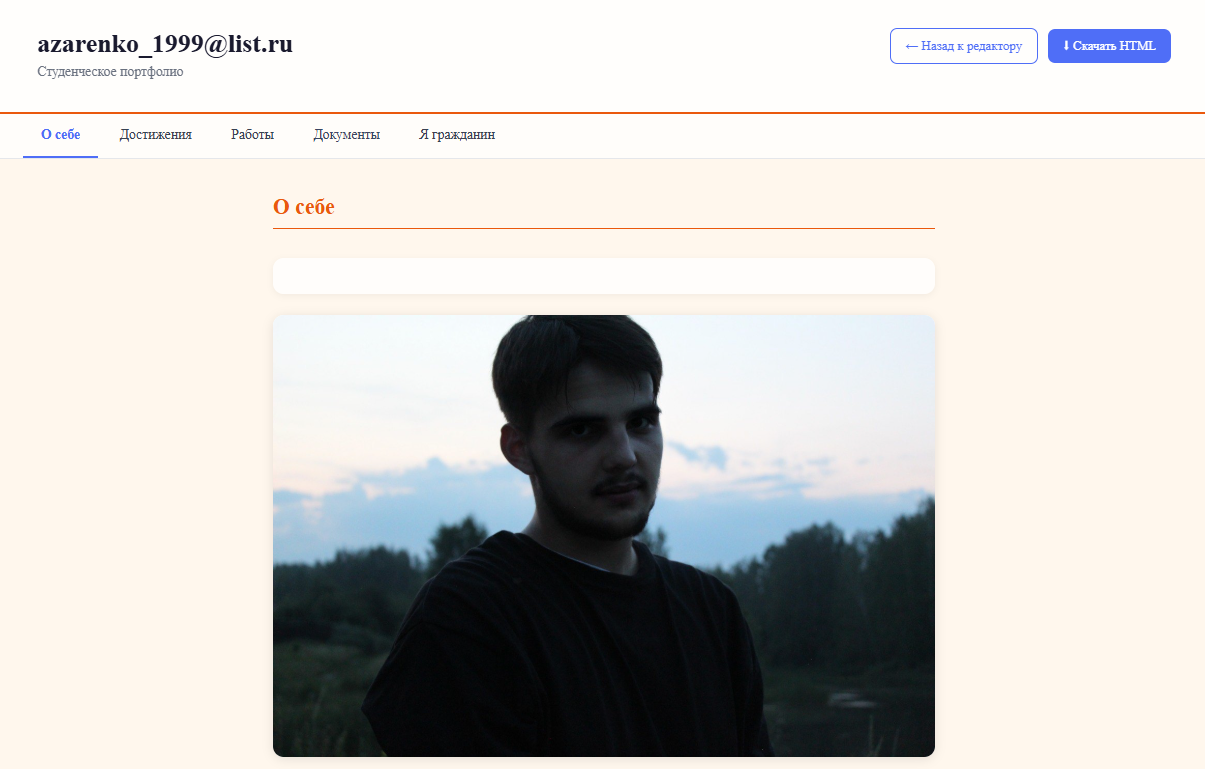 azarenko_1999@list.ru
Студенческое портфолио
← Назад к редактору
⬇ Скачать HTML
О себе
Достижения
Работы
Документы
Я гражданин
О себе